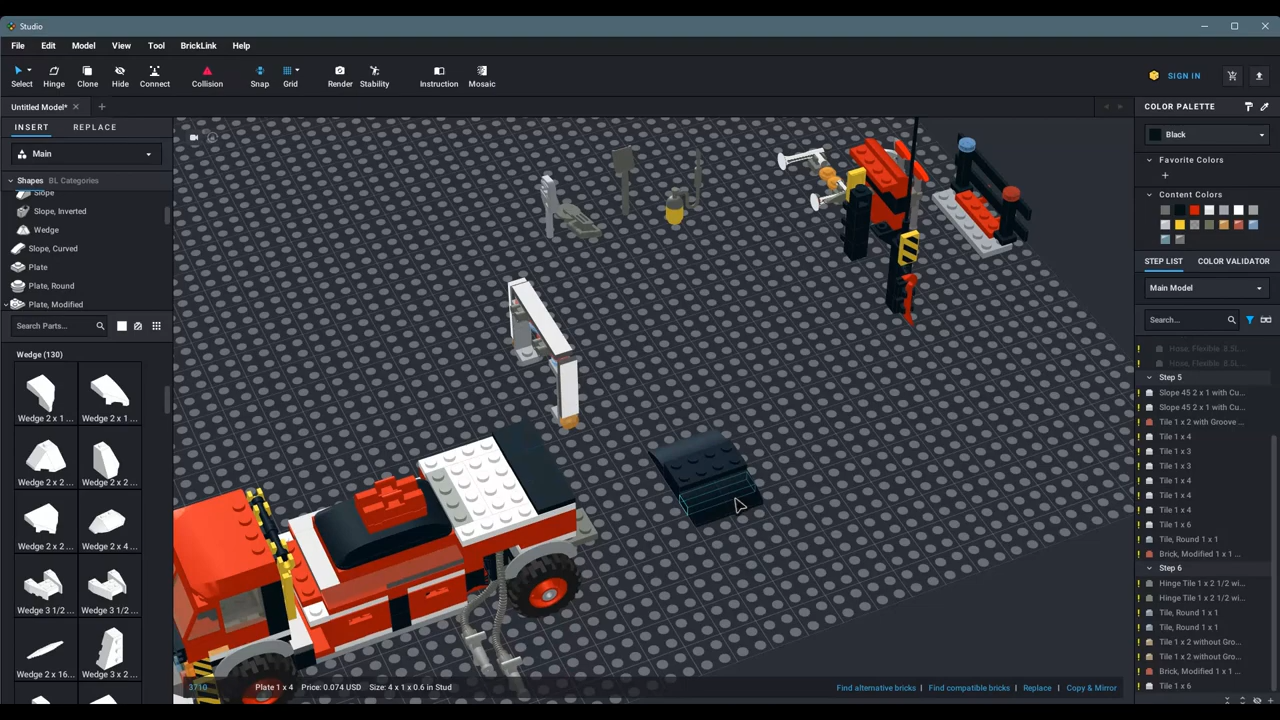 Studio
File Edit Model View Tool BrickLink Help
Select Hinge Clone Hide Connect Collision Snap Grid Render Stability Instruction Mosaic SIGN IN
Untitled Model*
INSERT REPLACE
Main
Shapes BL Categories
Slope
Slope, Inverted
Wedge
Slope, Curved
Plate
Plate, Round
Plate, Modified
Search Parts...
Wedge (130)
Wedge 2 x 1 ... Wedge 2 x 1 ...
Wedge 2 x 2 ... Wedge 2 x 2 ...
Wedge 2 x 2 ... Wedge 2 x 4 ...
Wedge 3 1/2 ... Wedge 3 1/2 ...
Wedge 2 x 16... Wedge 3 x 2 ...
3710 Plate 1 x 4 Price: 0.074 USD Size: 4 x 1 x 0.6 in Stud
Find alternative bricks Find compatible bricks Replace Copy & Mirror
COLOR PALETTE
Black
Favorite Colors
Content Colors
STEP LIST COLOR VALIDATOR
Main Model
Search...
Hose, Flexible 8.5L...
Hose, Flexible 8.5L...
Step 5
Slope 45 2 x 1 with Cu...
Slope 45 2 x 1 with Cu...
Tile 1 x 2 with Groove ...
Tile 1 x 4
Tile 1 x 3
Tile 1 x 3
Tile 1 x 4
Tile 1 x 4
Tile 1 x 4
Tile 1 x 6
Tile, Round 1 x 1
Brick, Modified 1 x 1 ...
Step 6
Hinge Tile 1 x 2 1/2 wi...
Hinge Tile 1 x 2 1/2 wi...
Tile, Round 1 x 1
Tile, Round 1 x 1
Tile 1 x 2 without Gro...
Tile 1 x 2 without Gro...
Brick, Modified 1 x 1 ...
Tile 1 x 6